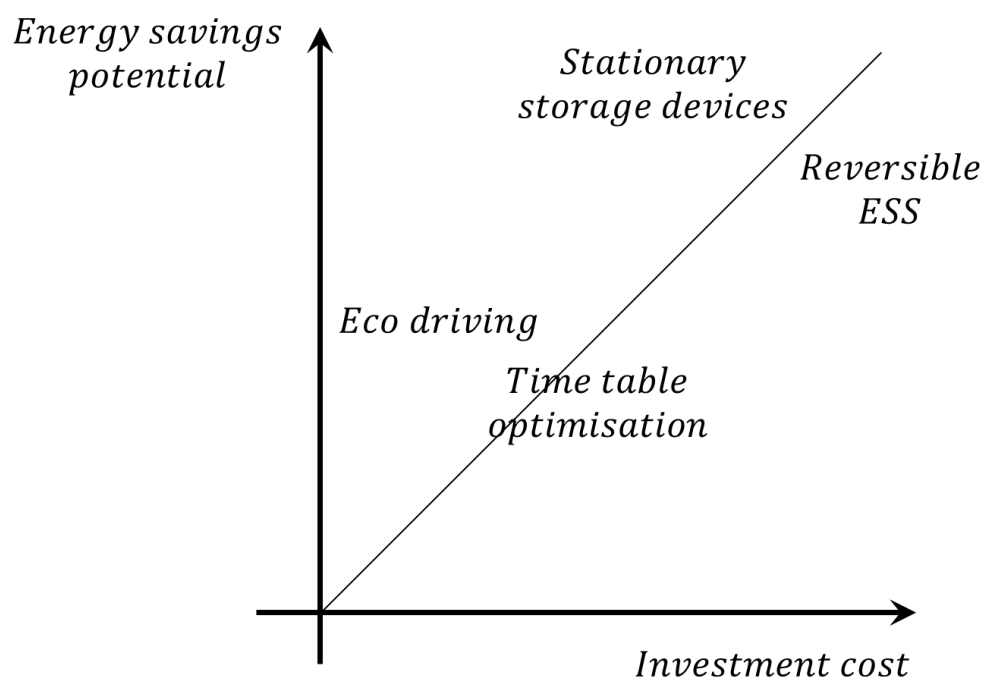 Energy savings
potential
Stationary
storage devices
Reversible
ESS
Eco driving
Time table
optimisation
Investment cost